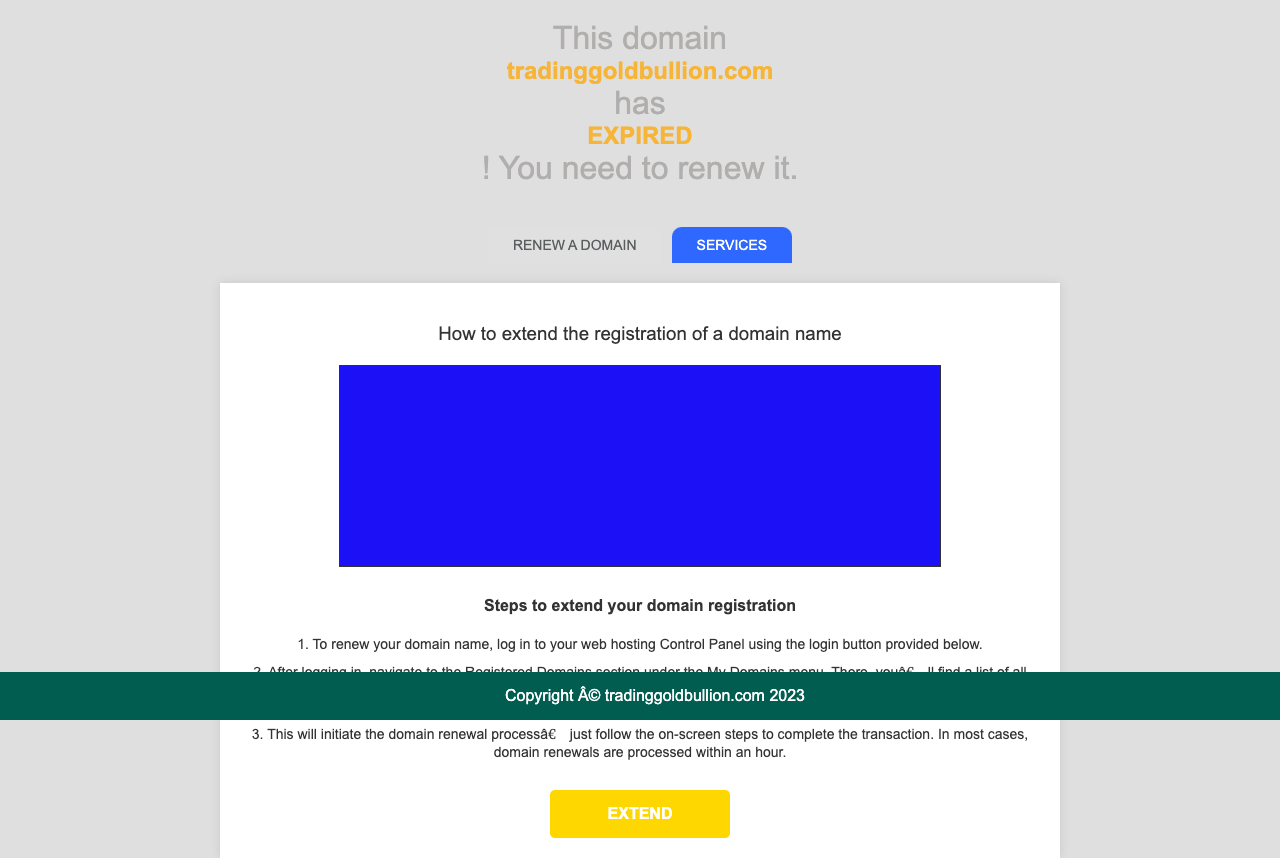 This domain
tradinggoldbullion.com
has
EXPIRED
! You need to renew it.
RENEW A DOMAIN
SERVICES
How to extend the registration of a domain name
Steps to extend your domain registration
1. To renew your domain name, log in to your web hosting Control Panel using the login button provided below.
2. After logging in, navigate to the Registered Domains section under the My Domains menu. There, youâ€ ll find a list of all
Copyright Â© tradinggoldbullion.com 2023
3. This will initiate the domain renewal processâ€ just follow the on-screen steps to complete the transaction. In most cases,
domain renewals are processed within an hour.
EXTEND